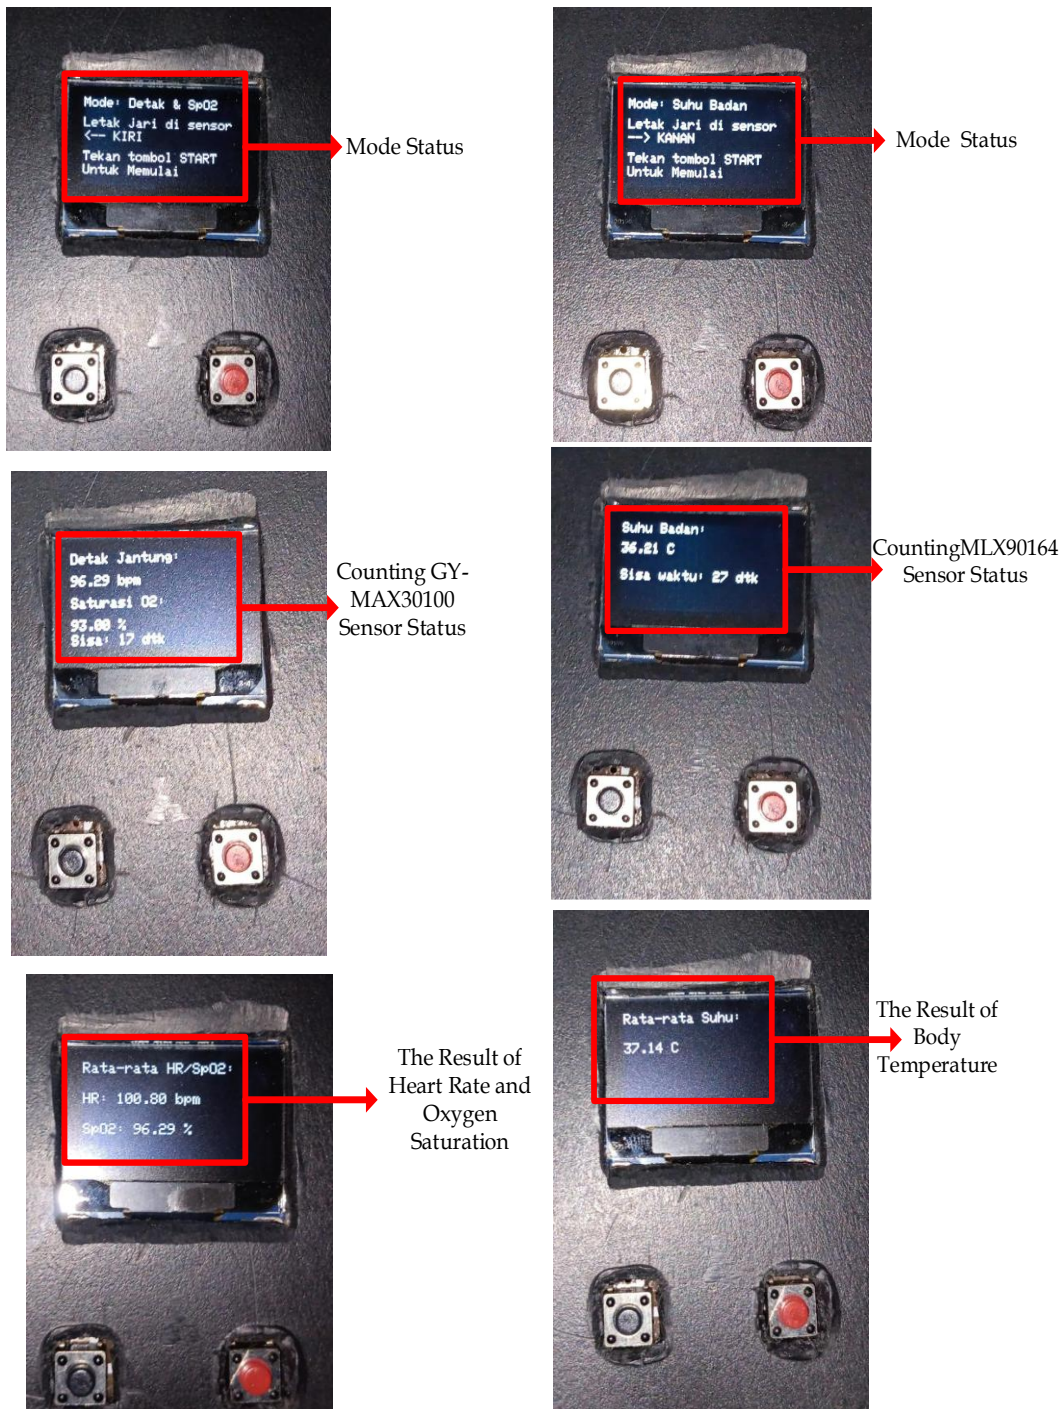 Mode: Detak & SpO2
Letak Jari di sensor
<-- KIRI
Tekan tombol START
Untuk Memulai
Mode Status
Mode: Suhu Badan
Letak Jari di sensor
--> KANAN
Tekan tombol START
Untuk Memulai
Mode Status
Detak Jantung:
96.29 bpm
Saturasi O2:
93.00 %
Sisa: 17 dtk
Counting GY-
MAX30100
Sensor Status
Suhu Badan:
36.21 C
Sisa waktu: 27 dtk
CountingMLX90164
Sensor Status
Rata-rata HR/SpO2:
HR: 100.80 bpm
SpO2: 96.29 %
The Result of
Heart Rate and
Oxygen
Saturation
Rata-rata Suhu:
37.14 C
The Result of
Body
Temperature